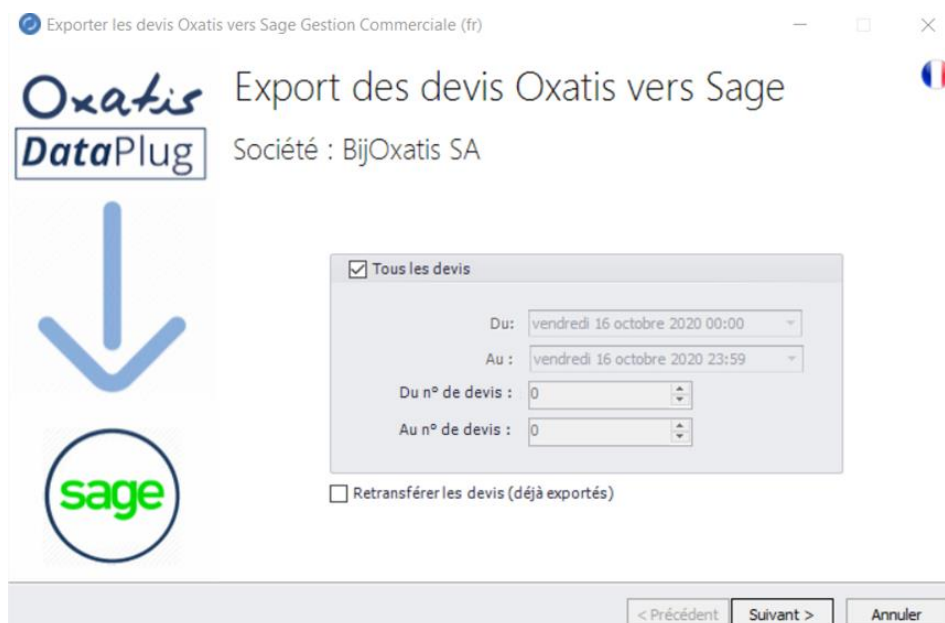 Exporter les devis Oxatis vers Sage Gestion Commerciale (fr)
Oxatis
DataPlug
Export des devis Oxatis vers Sage
Société : BijOxatis SA
Tous les devis
Du: vendredi 16 octobre 2020 00:00
Au : vendredi 16 octobre 2020 23:59
Du nº de devis : 0
Au nº de devis : 0
Retransférer les devis (déjà exportés)
sage
< Précédent Suivant > Annuler